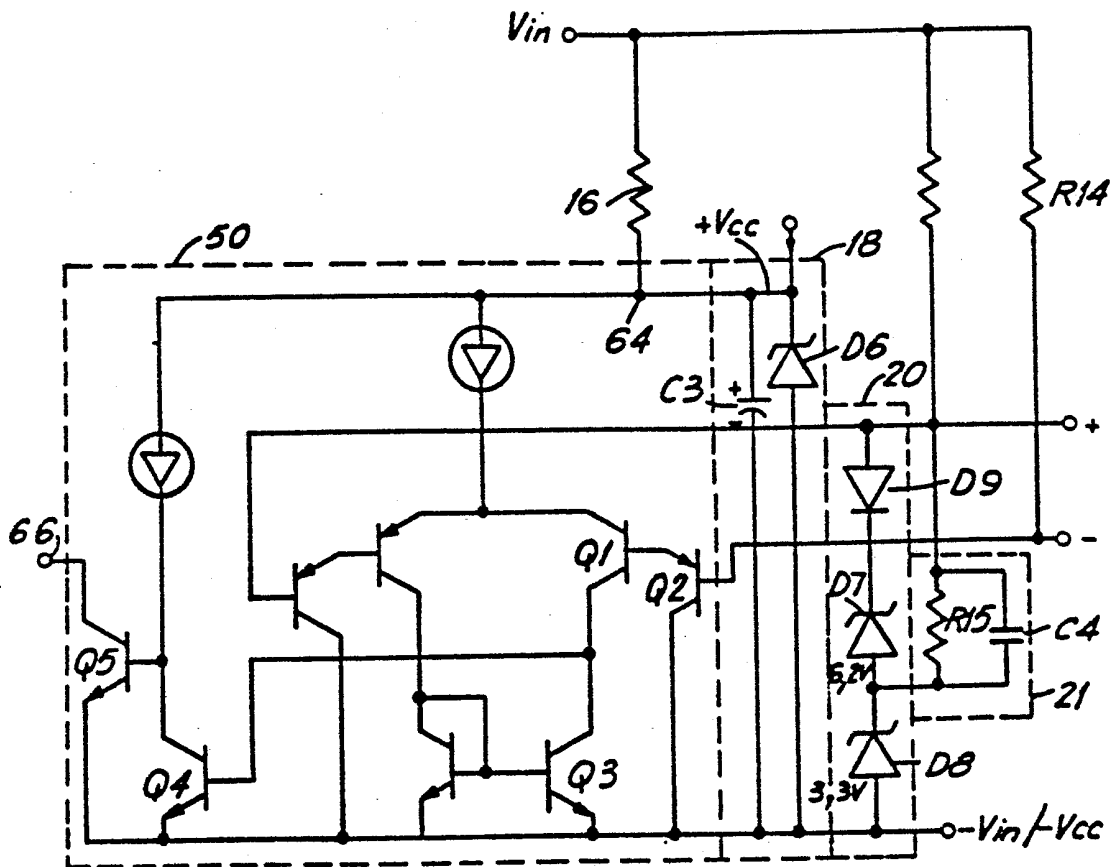 Vin
16
R14
50
+Vcc
18
64
D6
20
C3
+
-
+
D9
66
-
Q1
Q2
D7
R15
C4
Q5
6,2V
21
Q4
Q3
3,3V
D8
-Vin/-Vcc